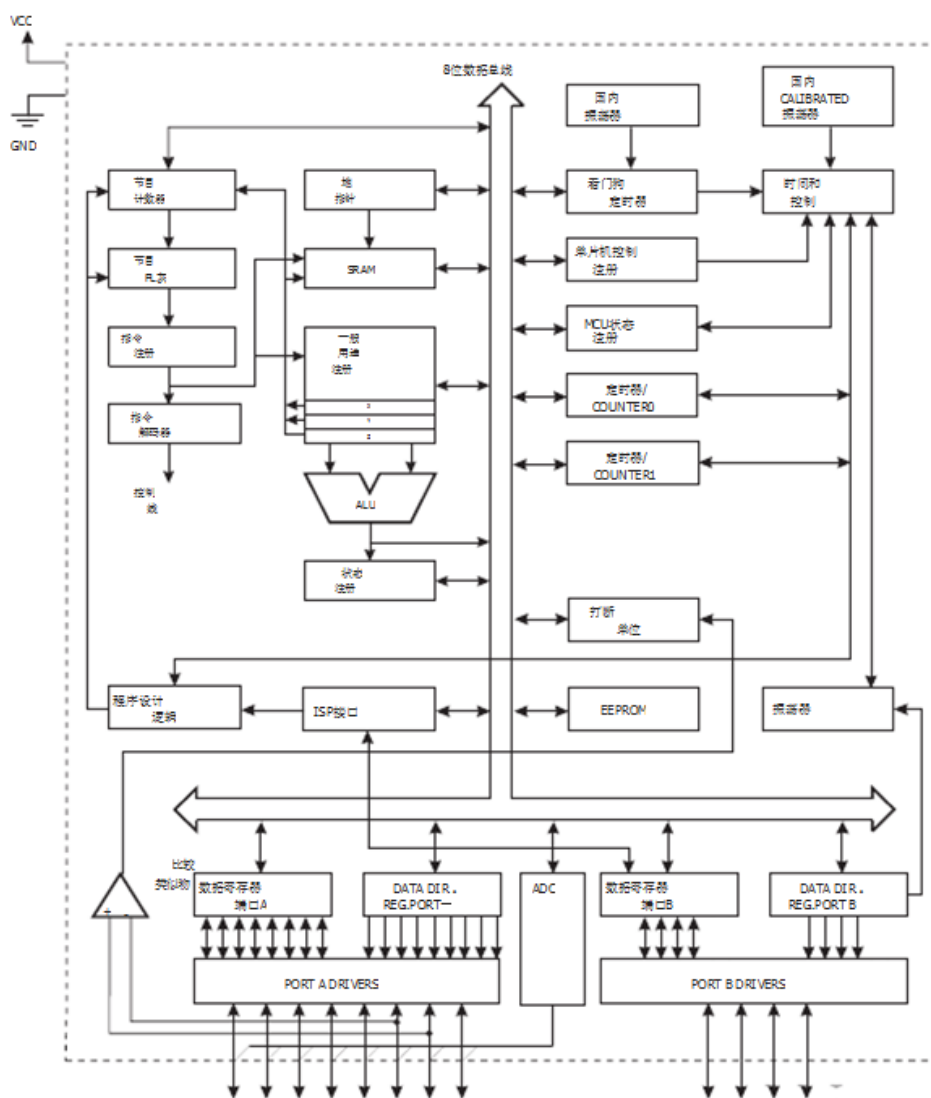 VCC
GND
8位数据总线
国内
振荡器
国内
CALIBRATED
振荡器
节目
计数器
堆
指针
看门狗
定时器
时间和
控制
节目
FL灰
SRAM
单片机控制
注册
指令
注册
一般
用途
注册
MCU状态
注册
指令
解码器
定时器/
COUNTER0
控制
线
ALU
定时器/
COUNTER1
状态
注册
打断
单位
程序设计
逻辑
ISP接口
EEPROM
振荡器
比较
类似物
+
-
数据寄存器
端口A
DATA DIR.
REG.PORT一
ADC
数据寄存器
端口B
DATA DIR.
REG.PORT B
PORT A DRIVERS
PORT B DRIVERS